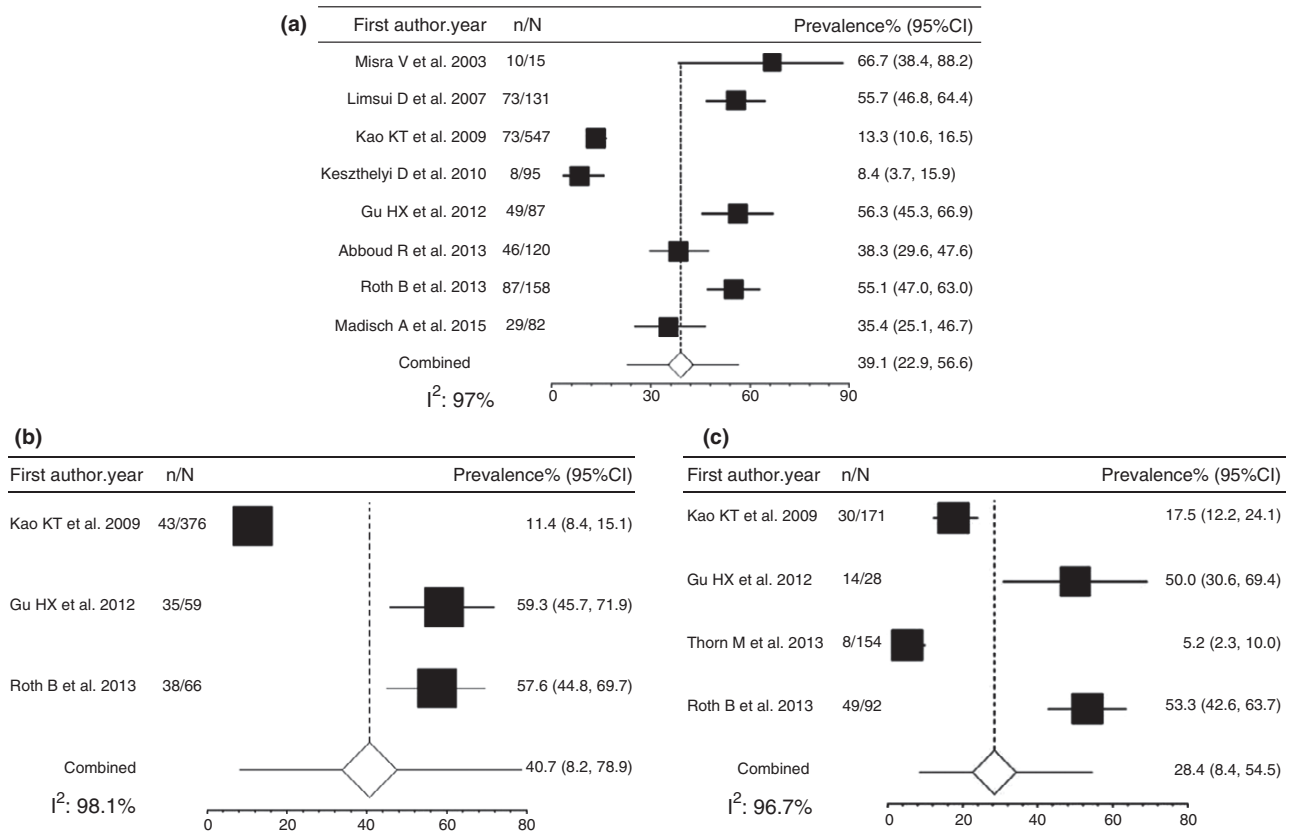 (a)
First author.year n/N Prevalence% (95%CI)
Misra V et al. 2003 10/15 66.7 (38.4, 88.2)
Limsui D et al. 2007 73/131 55.7 (46.8, 64.4)
Kao KT et al. 2009 73/547 13.3 (10.6, 16.5)
Keszthelyi D et al. 2010 8/95 8.4 (3.7, 15.9)
Gu HX et al. 2012 49/87 56.3 (45.3, 66.9)
Abboud R et al. 2013 46/120 38.3 (29.6, 47.6)
Roth B et al. 2013 87/158 55.1 (47.0, 63.0)
Madisch A et al. 2015 29/82 35.4 (25.1, 46.7)
Combined 39.1 (22.9, 56.6)
I²: 97%
0 30 60 90
(b)
First author.year n/N Prevalence% (95%CI)
Kao KT et al. 2009 43/376 11.4 (8.4, 15.1)
Gu HX et al. 2012 35/59 59.3 (45.7, 71.9)
Roth B et al. 2013 38/66 57.6 (44.8, 69.7)
Combined 40.7 (8.2, 78.9)
I²: 98.1%
0 20 40 60 80
(c)
First author.year n/N Prevalence% (95%CI)
Kao KT et al. 2009 30/171 17.5 (12.2, 24.1)
Gu HX et al. 2012 14/28 50.0 (30.6, 69.4)
Thorn M et al. 2013 8/154 5.2 (2.3, 10.0)
Roth B et al. 2013 49/92 53.3 (42.6, 63.7)
Combined 28.4 (8.4, 54.5)
I²: 96.7%
0 20 40 60 80